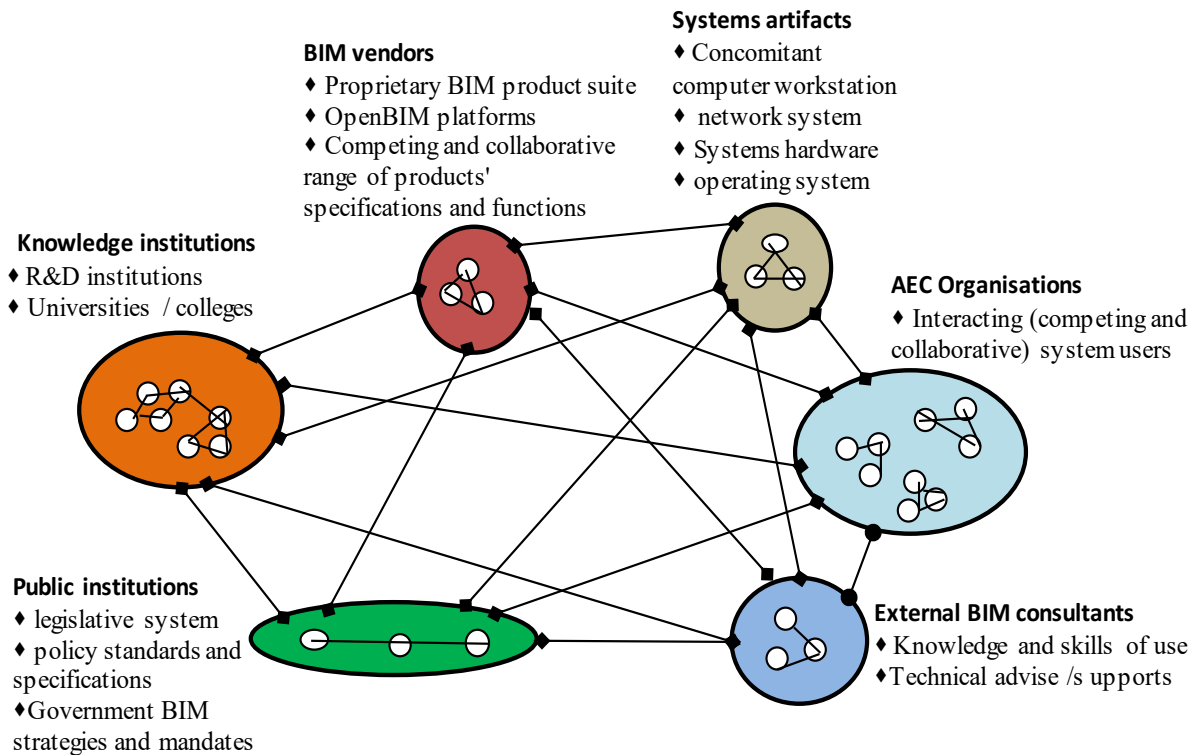 Systems artifacts
♦ Concomitant
computer workstation
♦ network system
♦ Systems hardware
♦ operating system
BIM vendors
♦ Proprietary BIM product suite
♦ OpenBIM platforms
♦ Competing and collaborative
range of products'
specifications and functions
Knowledge institutions
♦ R&D institutions
♦ Universities / colleges
AEC Organisations
♦ Interacting (competing and
collaborative) system users
Public institutions
♦ legislative system
♦ policy standards and
specifications
♦Government BIM
strategies and mandates
External BIM consultants
♦ Knowledge and skills of use
♦Technical advise /s upports